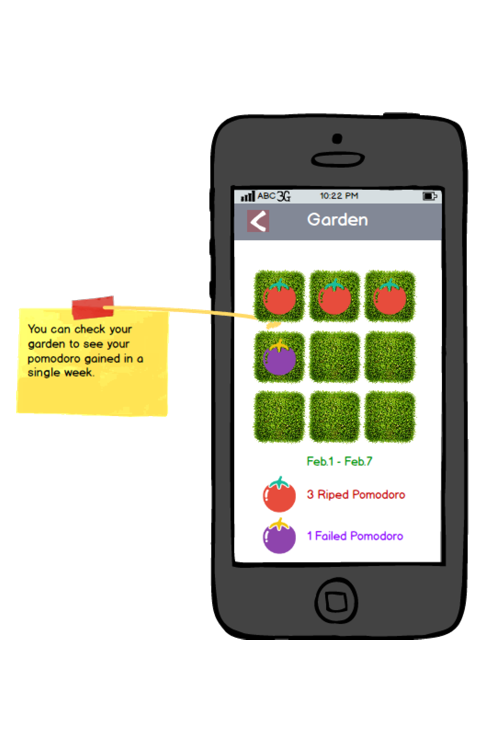 ABC 3G 10:22 PM
Garden
You can check your
garden to see your
pomodoro gained in a
single week.
Feb.1 - Feb.7
3 Riped Pomodoro
1 Failed Pomodoro